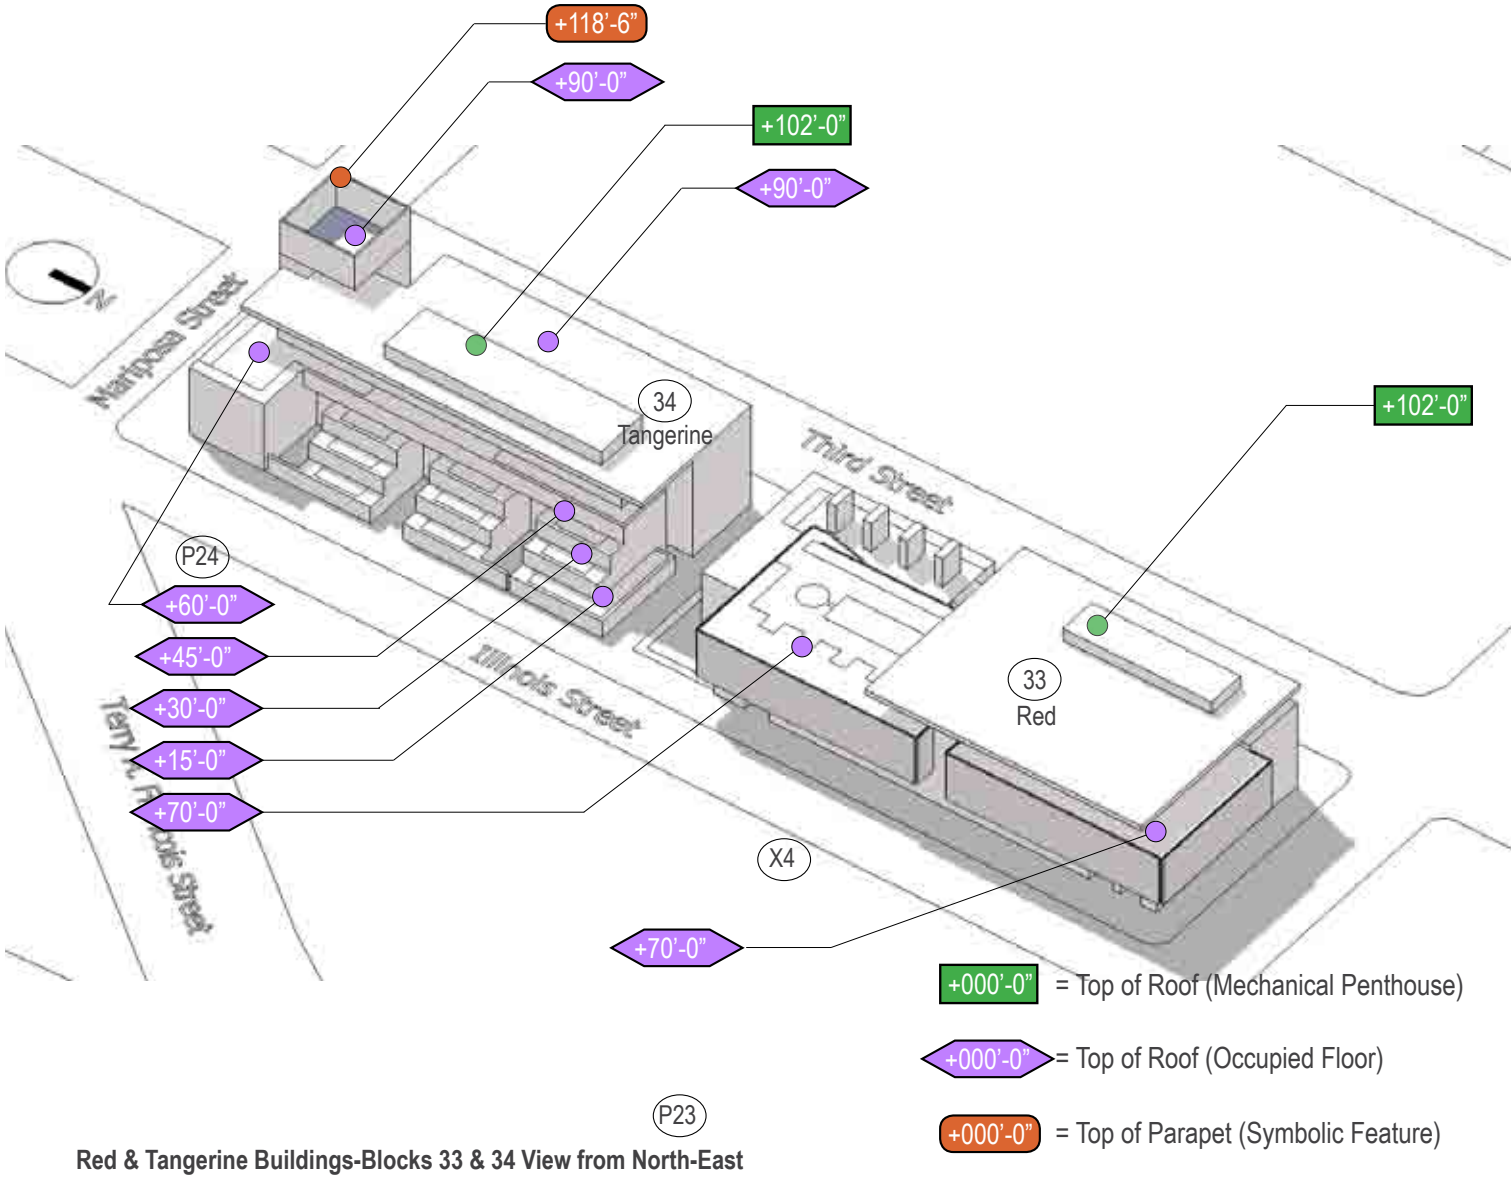 +118’-6”
+90’-0”
+102’-0”
+90’-0”
N
Mariposa Street
34
Tangerine
+102’-0”
Third Street
P24
+60’-0”
+45’-0”
+30’-0”
+15’-0”
+70’-0”
Illinois Street
33
Red
Terry A. Francois Street
X4
+70’-0”
+000’-0” = Top of Roof (Mechanical Penthouse)
+000’-0” = Top of Roof (Occupied Floor)
P23
+000’-0” = Top of Parapet (Symbolic Feature)
Red & Tangerine Buildings-Blocks 33 & 34 View from North-East